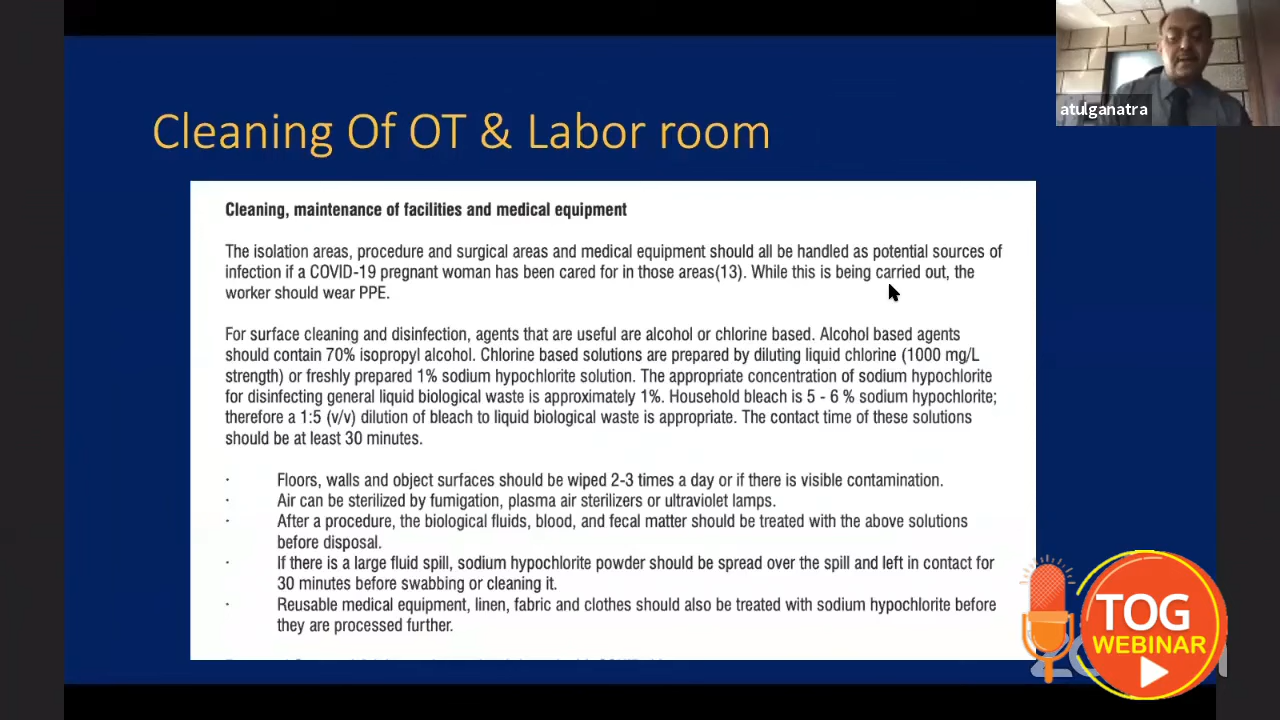 atulganatra
Cleaning Of OT & Labor room
Cleaning, maintenance of facilities and medical equipment
The isolation areas, procedure and surgical areas and medical equipment should all be handled as potential sources of
infection if a COVID-19 pregnant woman has been cared for in those areas(13). While this is being carried out, the
worker should wear PPE.
For surface cleaning and disinfection, agents that are useful are alcohol or chlorine based. Alcohol based agents
should contain 70% isopropyl alcohol. Chlorine based solutions are prepared by diluting liquid chlorine (1000 mg/L
strength) or freshly prepared 1% sodium hypochlorite solution. The appropriate concentration of sodium hypochlorite
for disinfecting general liquid biological waste is approximately 1%. Household bleach is 5 - 6 % sodium hypochlorite;
therefore a 1:5 (v/v) dilution of bleach to liquid biological waste is appropriate. The contact time of these solutions
should be at least 30 minutes.
· Floors, walls and object surfaces should be wiped 2-3 times a day or if there is visible contamination.
· Air can be sterilized by fumigation, plasma air sterilizers or ultraviolet lamps.
· After a procedure, the biological fluids, blood, and fecal matter should be treated with the above solutions
before disposal.
· If there is a large fluid spill, sodium hypochlorite powder should be spread over the spill and left in contact for
30 minutes before swabbing or cleaning it.
· Reusable medical equipment, linen, fabric and clothes should also be treated with sodium hypochlorite before
they are processed further.
TOG
WEBINAR